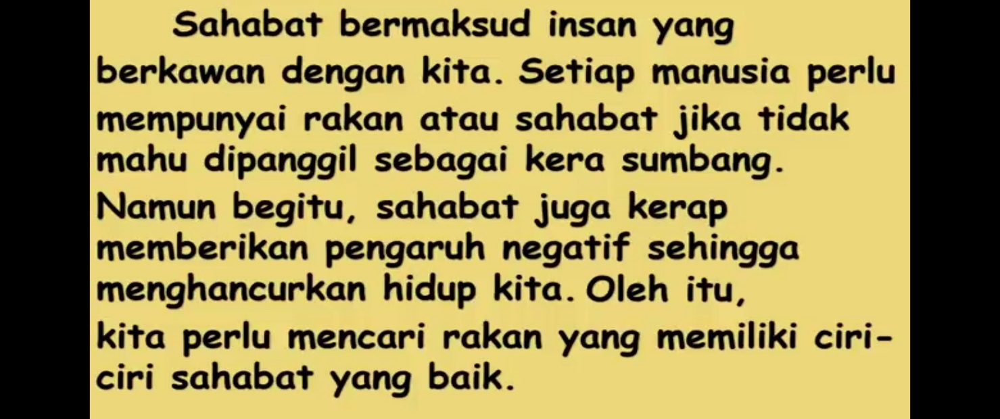 Sahabat bermaksud insan yang
berkawan dengan kita. Setiap manusia perlu
mempunyai rakan atau sahabat jika tidak
mahu dipanggil sebagai kera sumbang.
Namun begitu, sahabat juga kerap
memberikan pengaruh negatif sehingga
menghancurkan hidup kita. Oleh itu,
kita perlu mencari rakan yang memiliki ciri-
ciri sahabat yang baik.